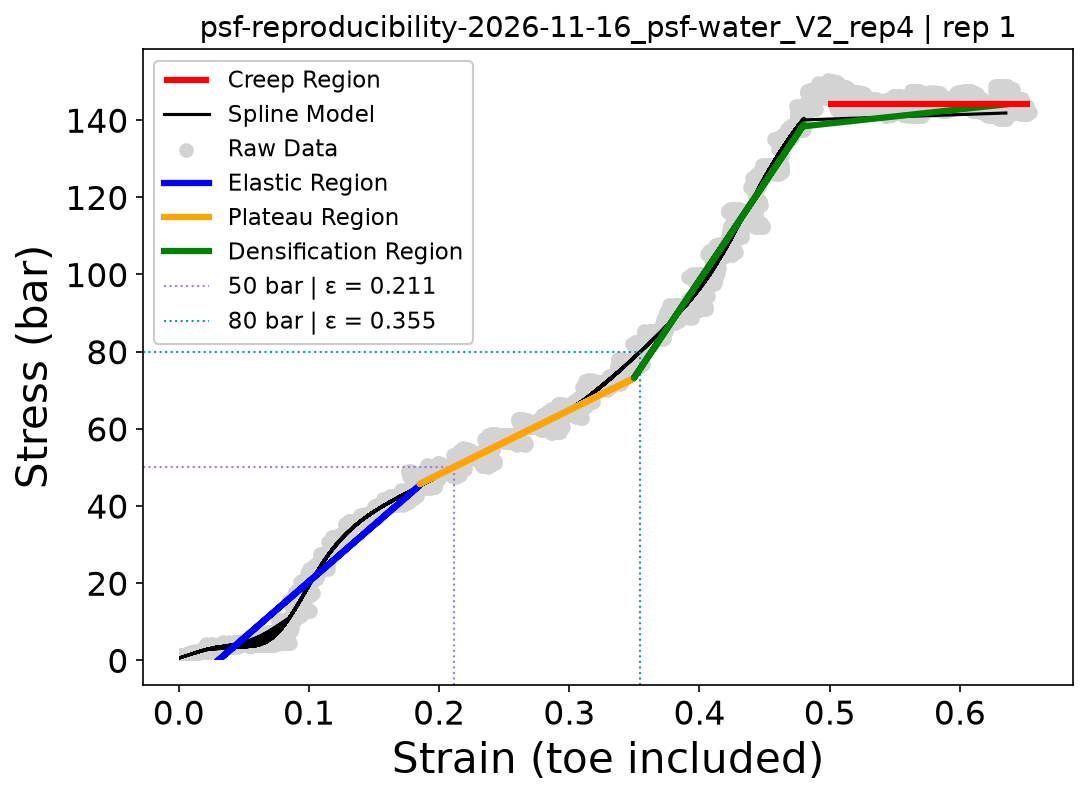 psf-reproducibility-2026-11-16_psf-water_V2_rep4 | rep 1
Creep Region
Spline Model
Raw Data
Elastic Region
Plateau Region
Densification Region
50 bar | ε = 0.211
80 bar | ε = 0.355
Stress (bar)
140
120
100
80
60
40
20
0
0.0 0.1 0.2 0.3 0.4 0.5 0.6
Strain (toe included)